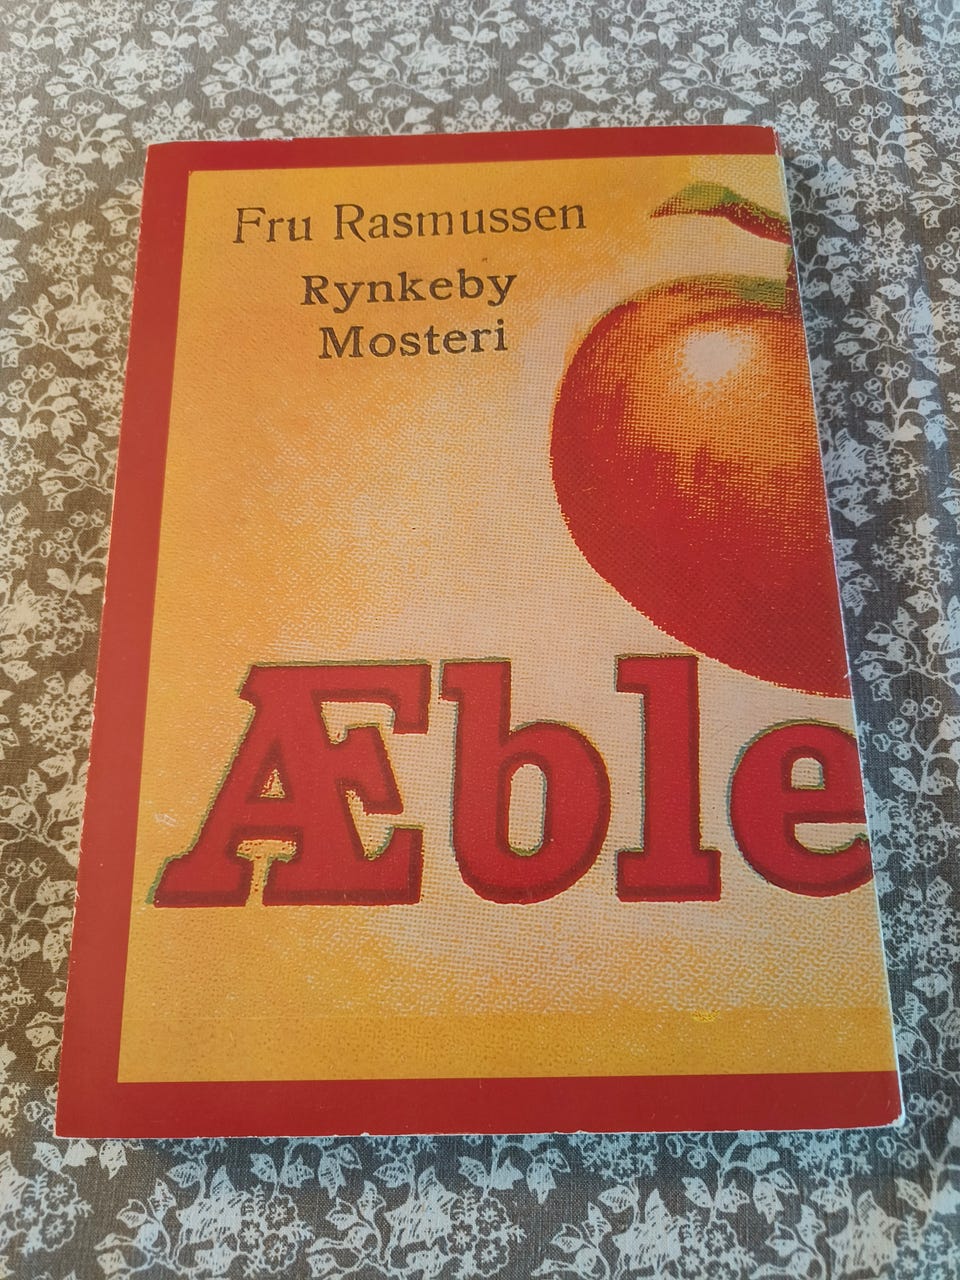 Fru Rasmussen
Rynkeby
Mosteri
Æble